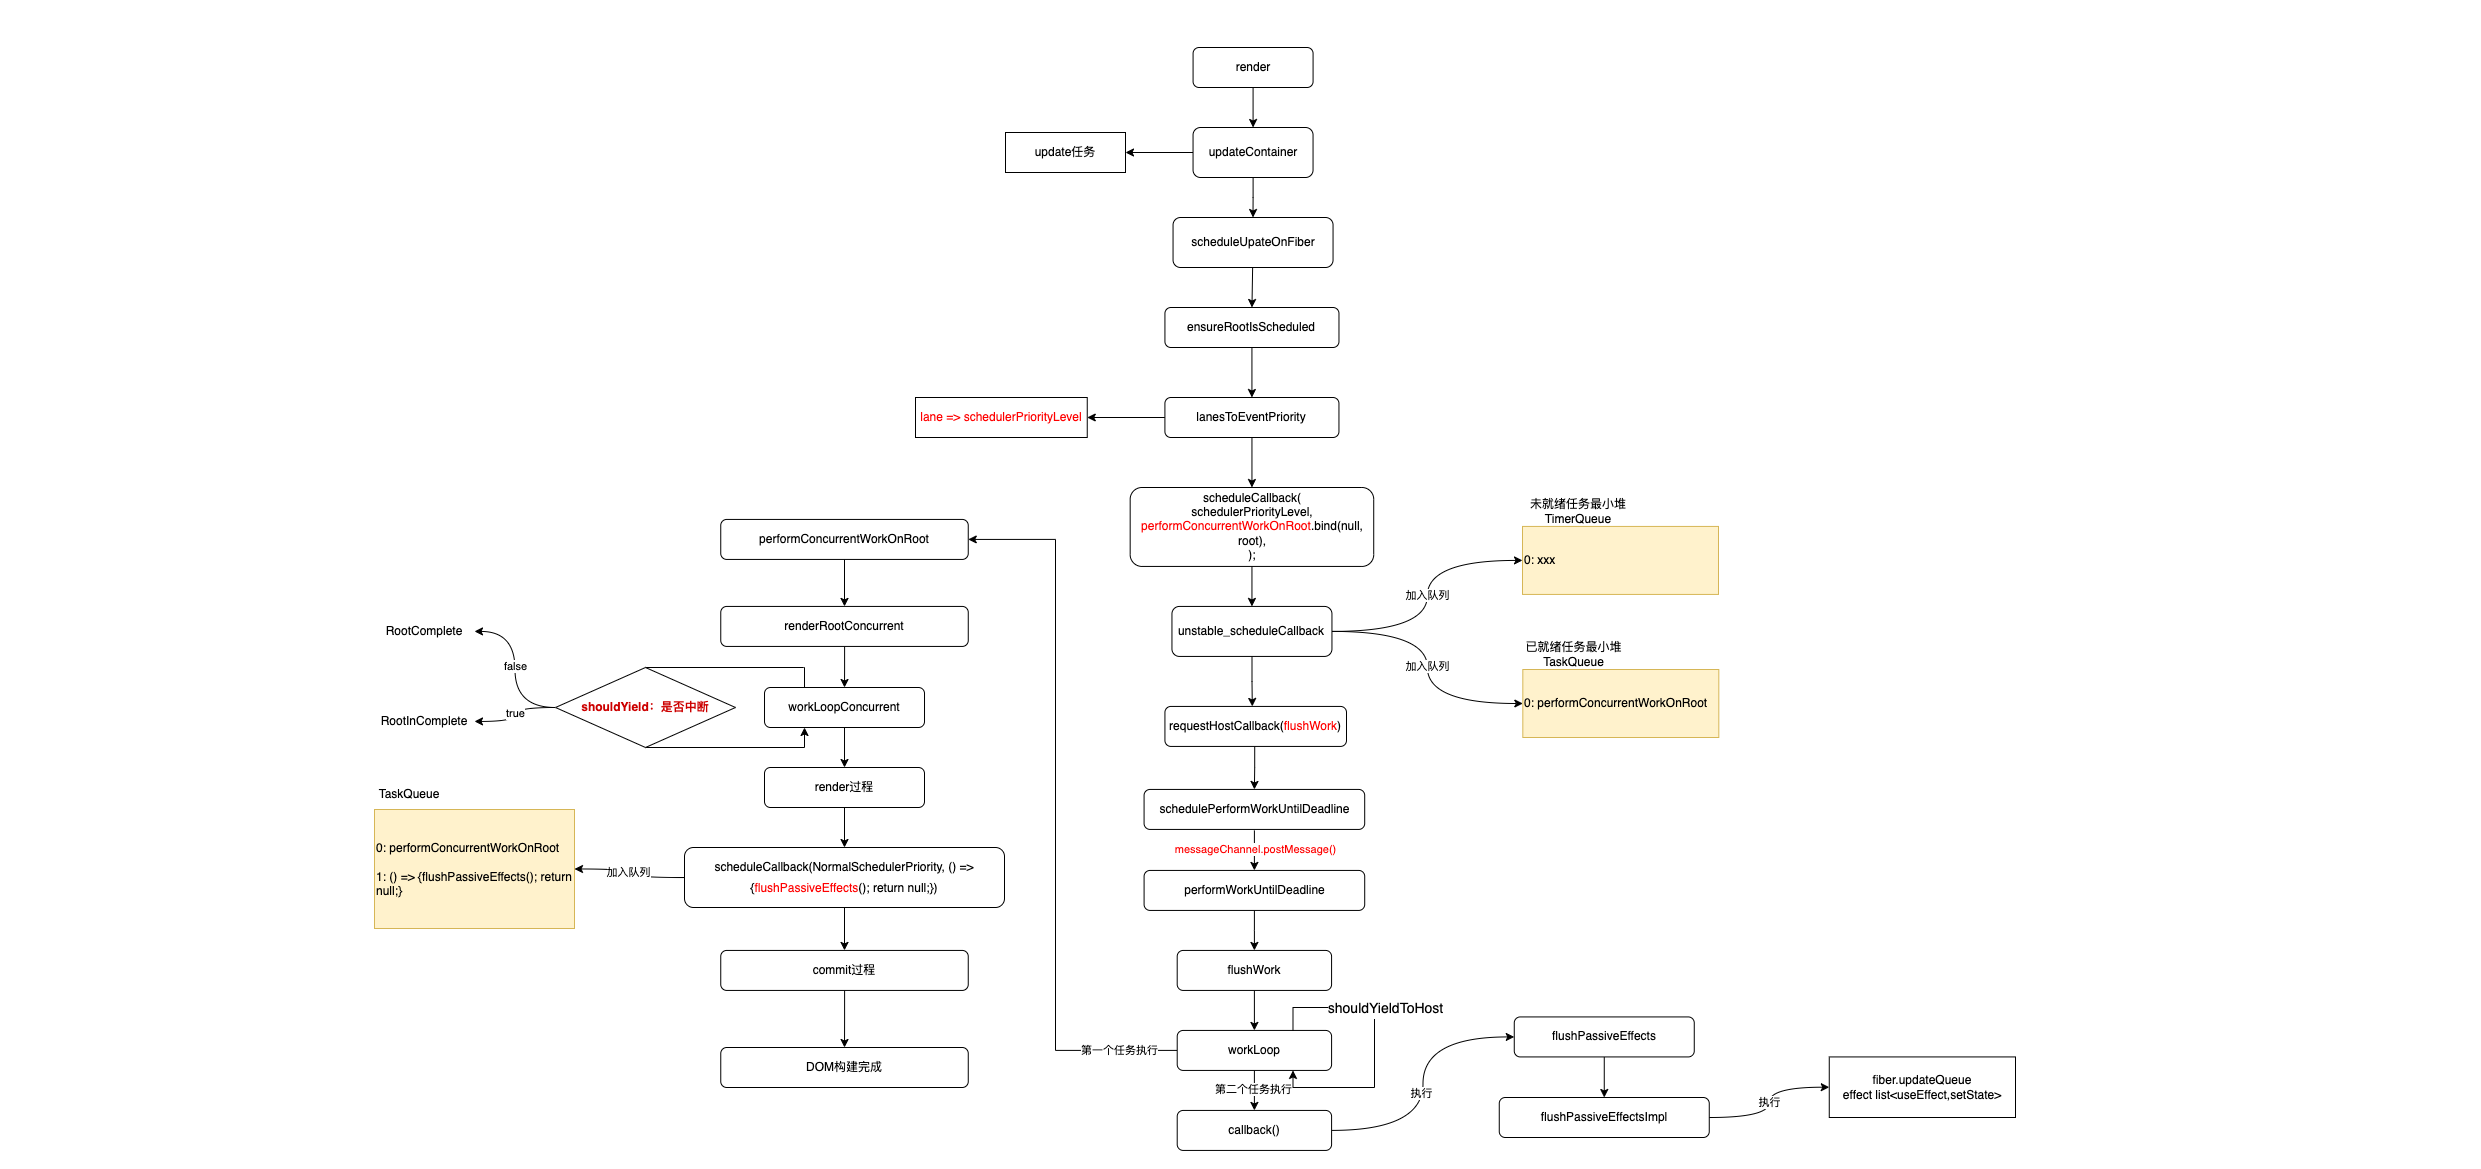 render
update任务
updateContainer
scheduleUpateOnFiber
ensureRootIsScheduled
lane => schedulerPriorityLevel
lanesToEventPriority
scheduleCallback(
schedulerPriorityLevel,
performConcurrentWorkOnRoot.bind(null,
root),
);
未就绪任务最小堆
TimerQueue
0: xxx
加入队列
unstable_scheduleCallback
加入队列
已就绪任务最小堆
TaskQueue
0: performConcurrentWorkOnRoot
requestHostCallback(flushWork)
schedulePerformWorkUntilDeadline
messageChannel.postMessage()
performWorkUntilDeadline
flushWork
shouldYieldToHost
workLoop
第一个任务执行
第二个任务执行
callback()
performConcurrentWorkOnRoot
renderRootConcurrent
workLoopConcurrent
shouldYield：是否中断
false
RootComplete
true
RootInComplete
render过程
scheduleCallback(NormalSchedulerPriority, () =>
{flushPassiveEffects(); return null;})
加入队列
TaskQueue
0: performConcurrentWorkOnRoot
1: () => {flushPassiveEffects(); return
null;}
commit过程
DOM构建完成
执行
flushPassiveEffects
flushPassiveEffectsImpl
执行
fiber.updateQueue
effect list<useEffect,setState>